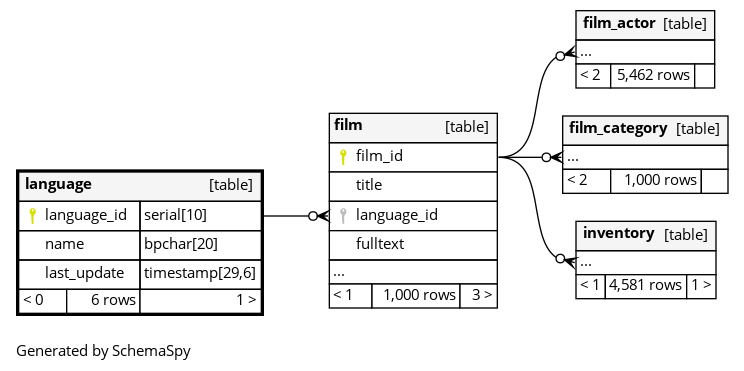 film_actor [table]
...
< 2 5,462 rows
film_category [table]
...
< 2 1,000 rows
inventory [table]
...
< 1 4,581 rows 1 >
film [table]
film_id
title
language_id
fulltext
...
< 1 1,000 rows 3 >
language [table]
language_id serial[10]
name bpchar[20]
last_update timestamp[29,6]
< 0 6 rows 1 >
Generated by SchemaSpy